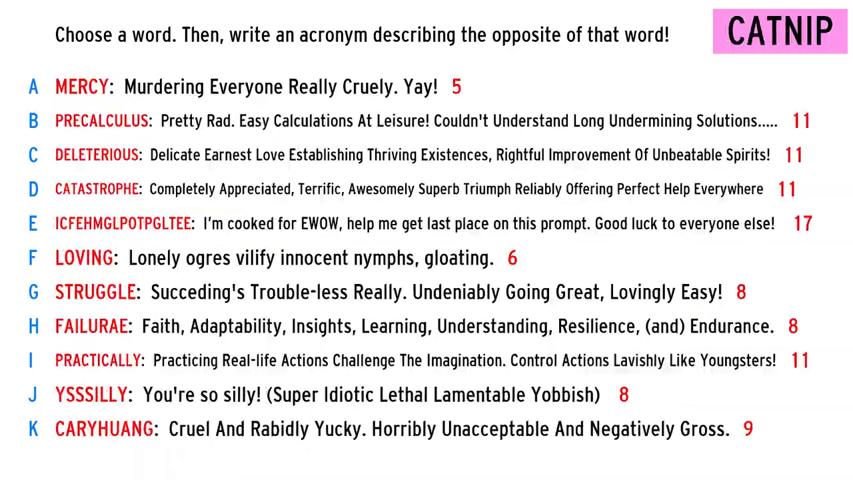 Choose a word. Then, write an acronym describing the opposite of that word!
CATNIP
A MERCY: Murdering Everyone Really Cruely. Yay! 5
B PRECALCULUS: Pretty Rad. Easy Calculations At Leisure! Couldn't Understand Long Undermining Solutions..... 11
C DELETERIOUS: Delicate Earnest Love Establishing Thriving Existences, Rightful Improvement Of Unbeatable Spirits! 11
D CATASTROPHE: Completely Appreciated, Terrific, Awesomely Superb Triumph Reliably Offering Perfect Help Everywhere 11
E ICFEHMGLPOTPGLTEE: I'm cooked for EWOW, help me get last place on this prompt. Good luck to everyone else! 17
F LOVING: Lonely ogres vilify innocent nymphs, gloating. 6
G STRUGGLE: Succeding's Trouble-less Really. Undeniably Going Great, Lovingly Easy! 8
H FAILURAE: Faith, Adaptability, Insights, Learning, Understanding, Resilience, (and) Endurance. 8
I PRACTICALLY: Practicing Real-life Actions Challenge The Imagination. Control Actions Lavishly Like Youngsters! 11
J YSSSILLY: You're so silly! (Super Idiotic Lethal Lamentable Yobbish) 8
K CARYHUANG: Cruel And Rabidly Yucky. Horribly Unacceptable And Negatively Gross. 9